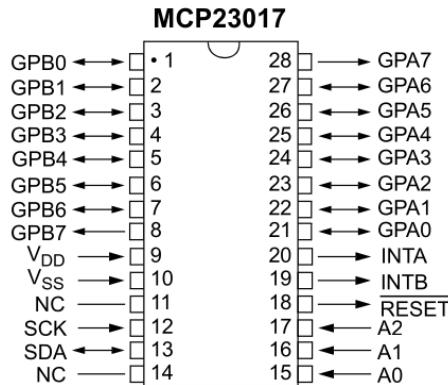 MCP23017
GPB0 • 1 28 GPA7
GPB1 2 27 GPA6
GPB2 3 26 GPA5
GPB3 4 25 GPA4
GPB4 5 24 GPA3
GPB5 6 23 GPA2
GPB6 7 22 GPA1
GPB7 8 21 GPA0
VDD 9 20 INTA
VSS 10 19 INTB
NC 11 18 RESET
SCK 12 17 A2
SDA 13 16 A1
NC 14 15 A0